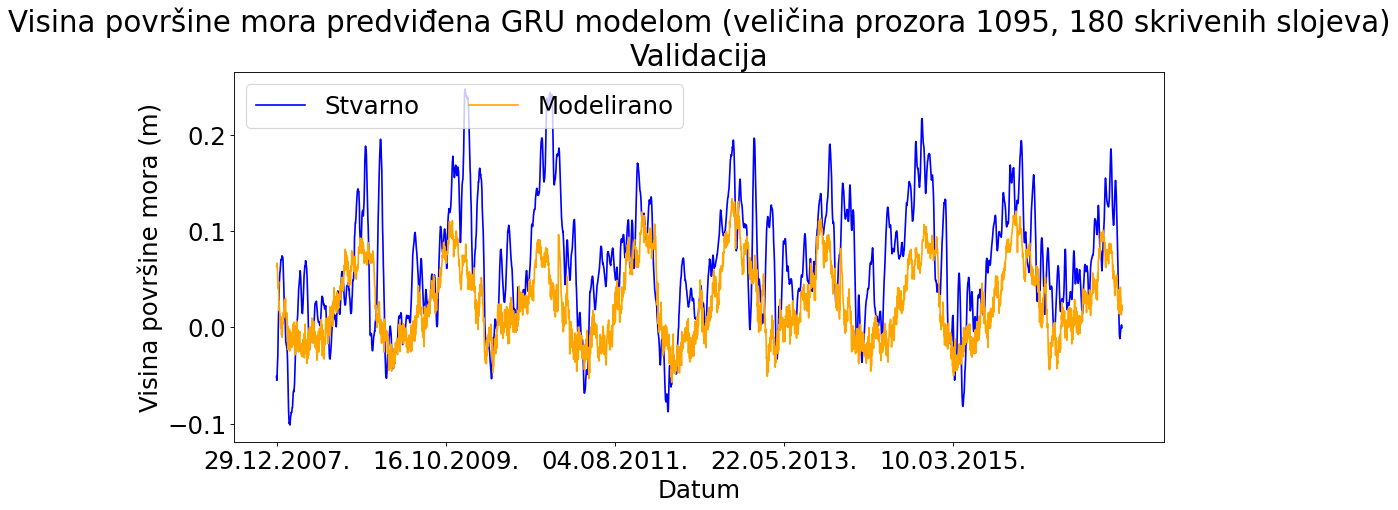 Visina površine mora predviđena GRU modelom (veličina prozora 1095, 180 skrivenih slojeva)
Validacija
Stvarno
Modelirano
Visina površine mora (m)
0.2
0.1
0.0
−0.1
29.12.2007.
16.10.2009.
04.08.2011.
22.05.2013.
10.03.2015.
Datum